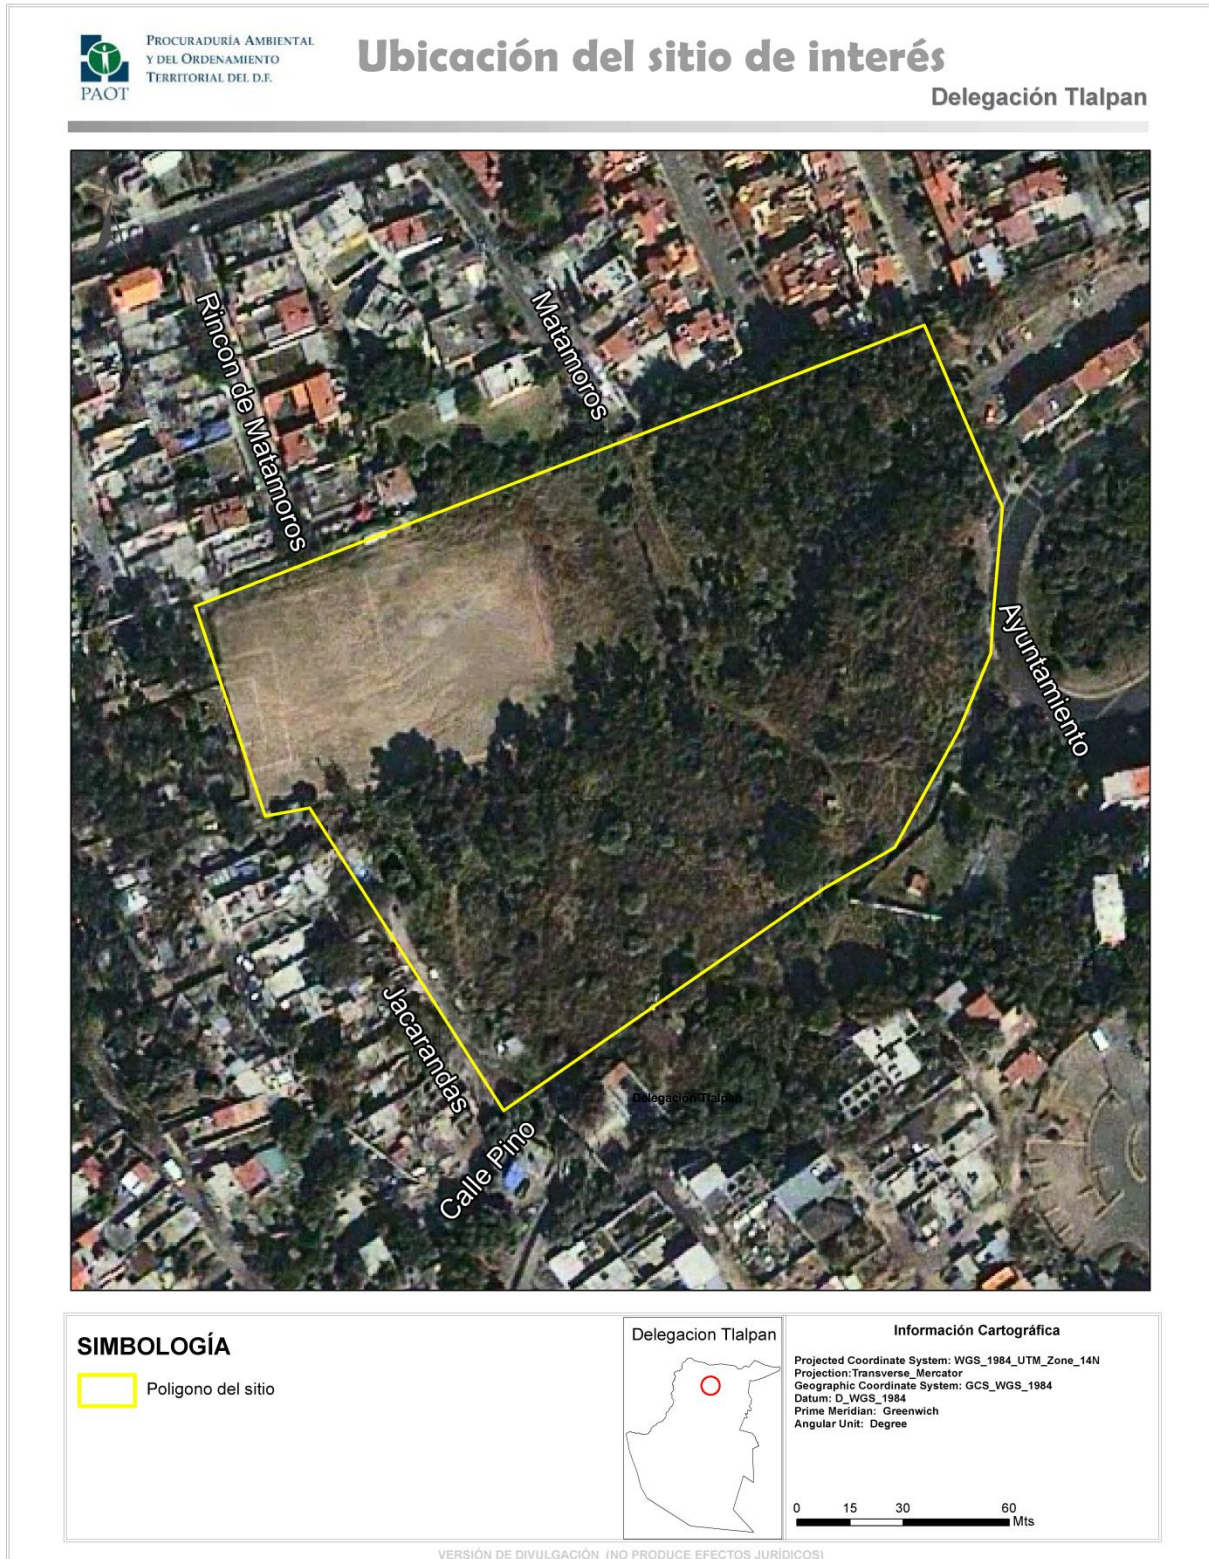 PROCURADURÍA AMBIENTAL
Y DEL ORDENAMIENTO
TERRITORIAL DEL D.F.
PAOT
Ubicación del sitio de interés
Delegación Tlalpan
Rincon de Matamoros
Matamoros
Ayuntamiento
Jacarandas
Calle Pino
Delegación Tlalpan
SIMBOLOGÍA
Poligono del sitio
Delegacion Tlalpan
Información Cartográfica
Projected Coordinate System: WGS_1984_UTM_Zone_14N
Projection:Transverse_Mercator
Geographic Coordinate System: GCS_WGS_1984
Datum: D_WGS_1984
Prime Meridian: Greenwich
Angular Unit: Degree
0 15 30 60
Mts
VERSIÓN DE DIVULGACIÓN (NO PRODUCE EFECTOS JURÍDICOS)